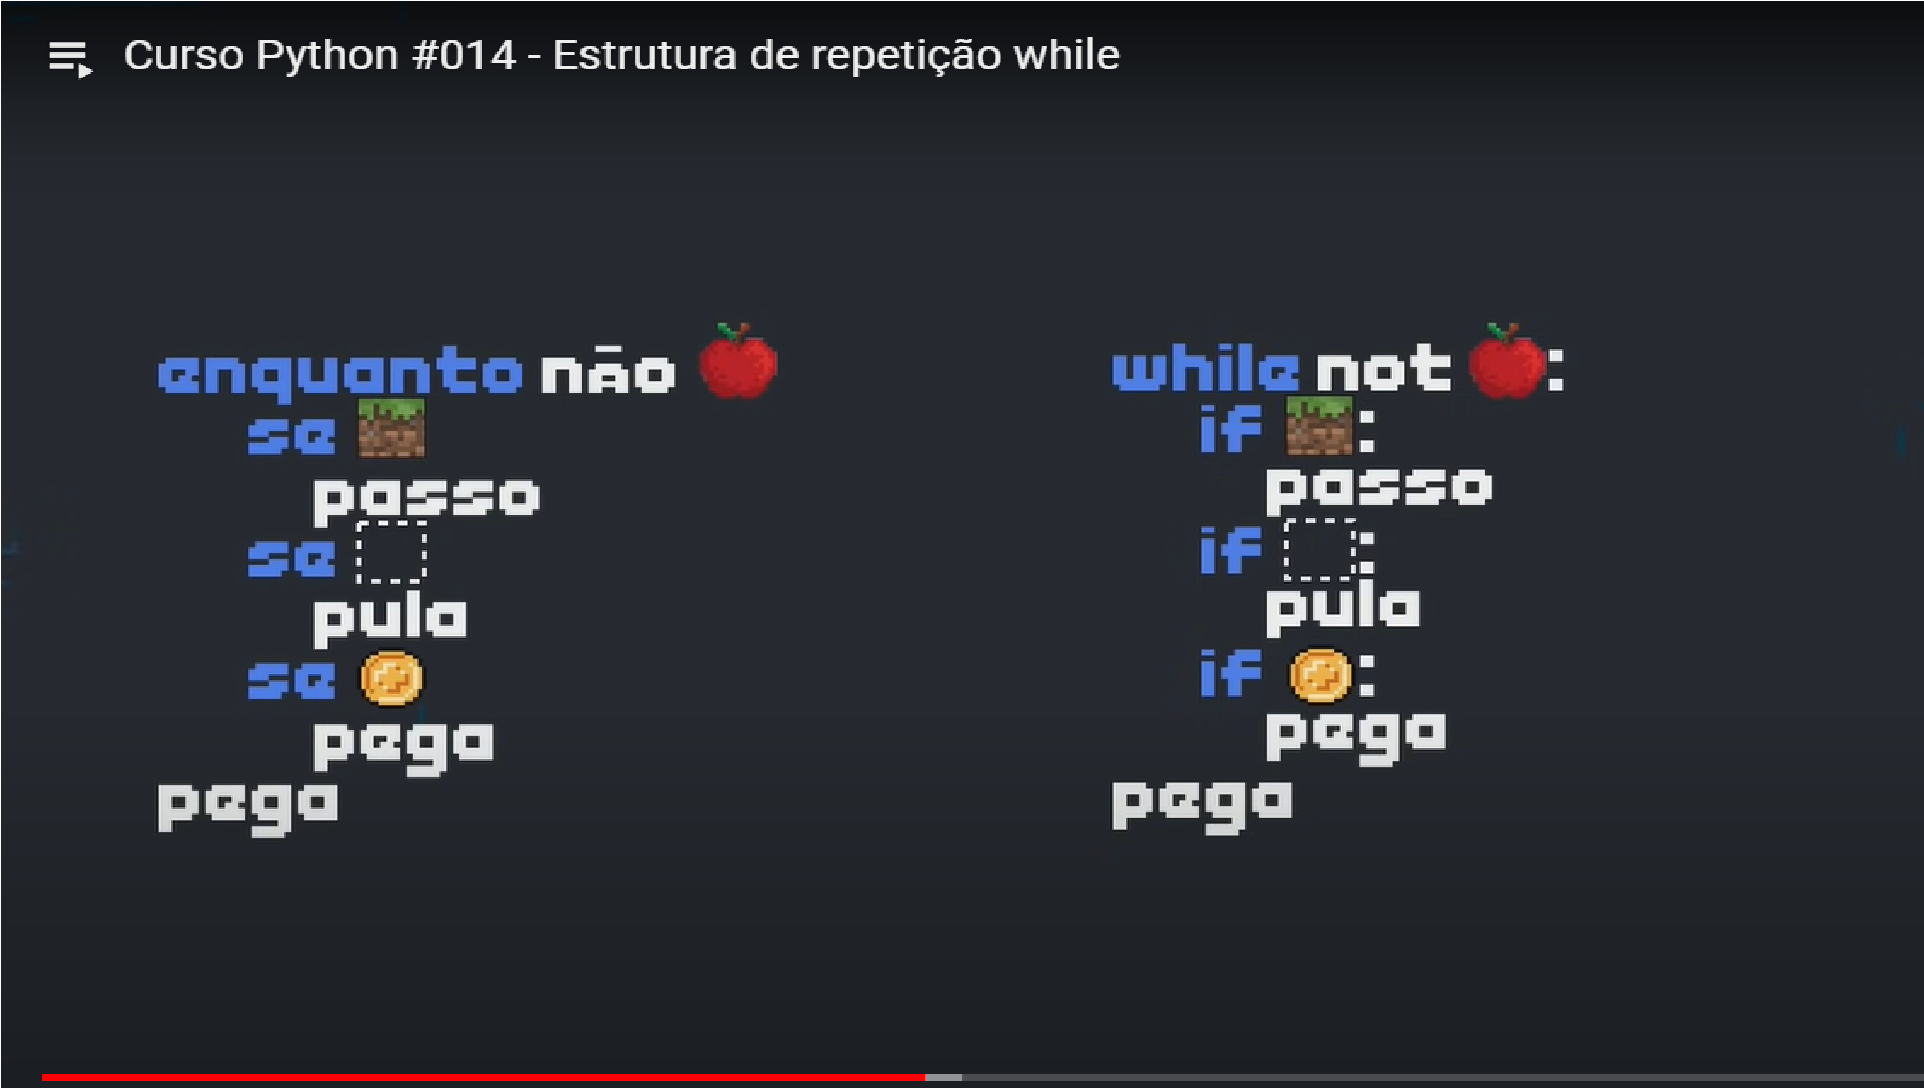 Curso Python #014 - Estrutura de repetição while
enquanto não
se
passo
se
pula
se
pega
pega
while not :
if :
passo
if :
pula
if :
pega
pega